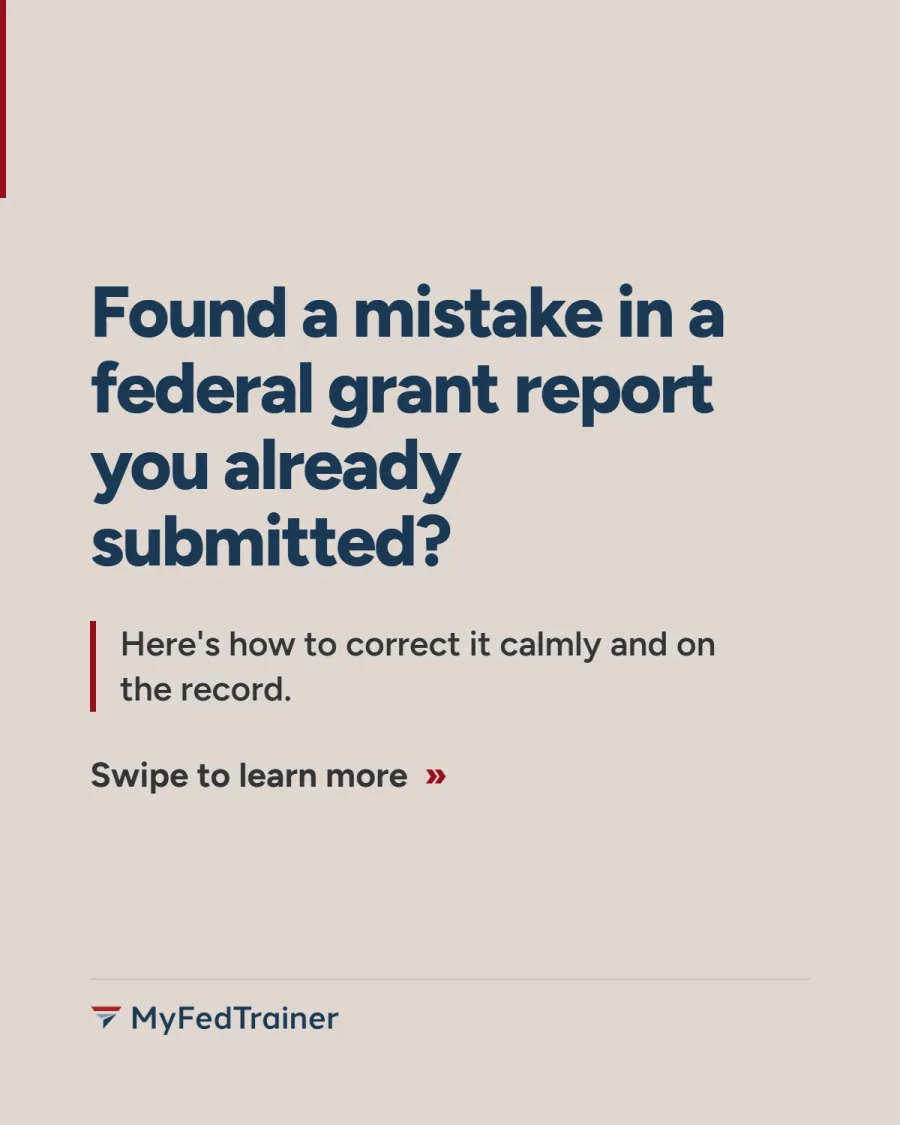 Found a mistake in a
federal grant report
you already
submitted?
Here's how to correct it calmly and on
the record.
Swipe to learn more »
MyFedTrainer